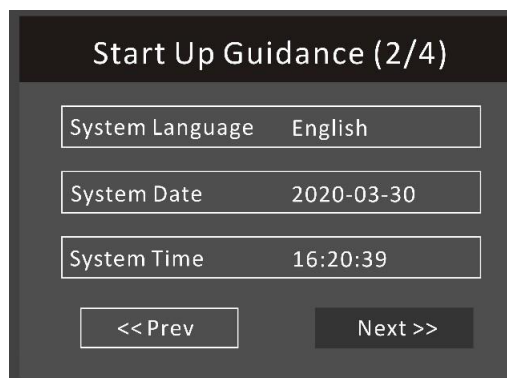 Start Up Guidance (2/4)
System Language English
System Date 2020-03-30
System Time 16:20:39
<< Prev Next >>